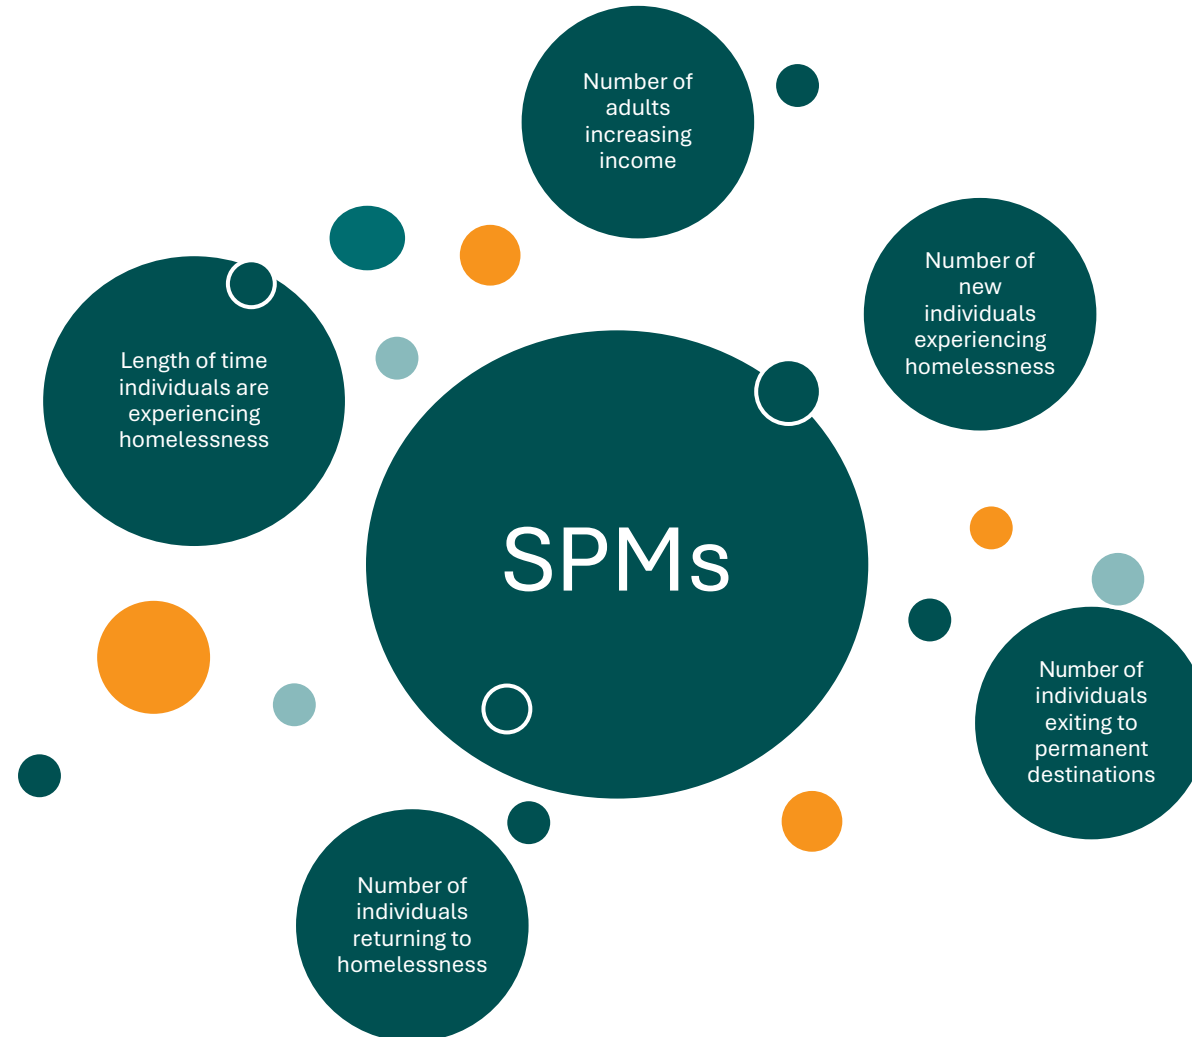 Number of
adults
increasing
income
Number of
new
individuals
experiencing
homelessness
Length of time
individuals are
experiencing
homelessness
SPMs
Number of
individuals
exiting to
permanent
destinations
Number of
individuals
returning to
homelessness